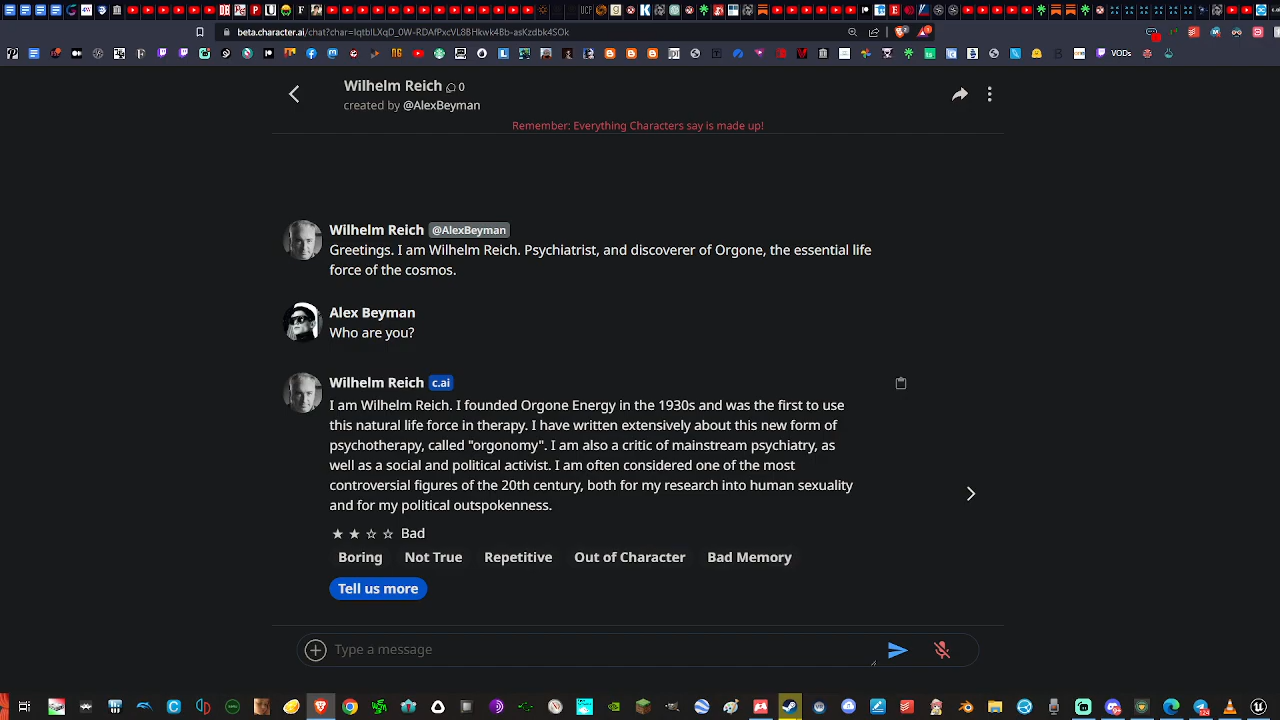 beta.character.ai/chat?char=IqtblLXqD_0W-RDAfPxcVL8BHkwk4Bb-asKzdbk4SOk
VODs
Wilhelm Reich 0
created by @AlexBeyman
Remember: Everything Characters say is made up!
Wilhelm Reich @AlexBeyman
Greetings. I am Wilhelm Reich. Psychiatrist, and discoverer of Orgone, the essential life
force of the cosmos.
Alex Beyman
Who are you?
Wilhelm Reich c.ai
I am Wilhelm Reich. I founded Orgone Energy in the 1930s and was the first to use
this natural life force in therapy. I have written extensively about this new form of
psychotherapy, called "orgonomy". I am also a critic of mainstream psychiatry, as
well as a social and political activist. I am often considered one of the most
controversial figures of the 20th century, both for my research into human sexuality
and for my political outspokenness.
Bad
Boring Not True Repetitive Out of Character Bad Memory
Tell us more
Type a message